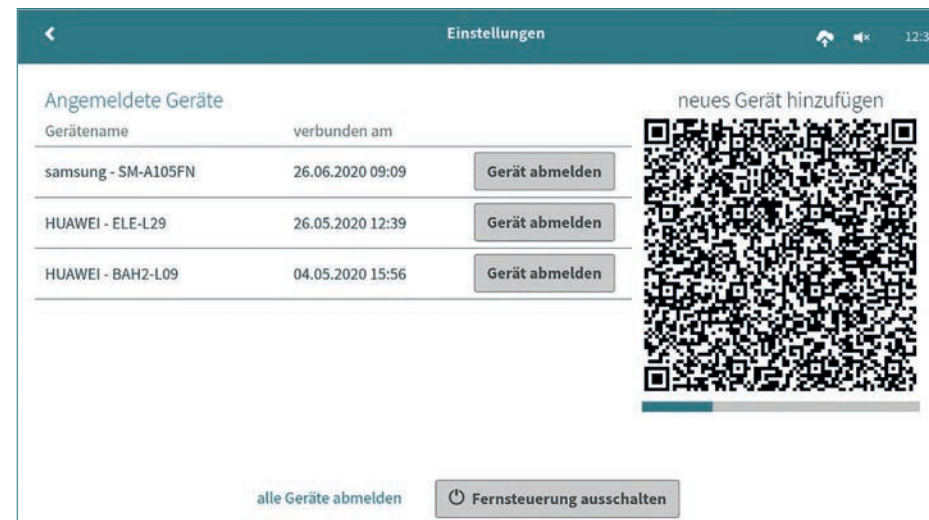 Einstellungen
12:3
Angemeldete Geräte
Gerätename verbunden am
samsung - SM-A105FN 26.06.2020 09:09 Gerät abmelden
HUAWEI - ELE-L29 26.05.2020 12:39 Gerät abmelden
HUAWEI - BAH2-L09 04.05.2020 15:56 Gerät abmelden
neues Gerät hinzufügen
alle Geräte abmelden Fernsteuerung ausschalten